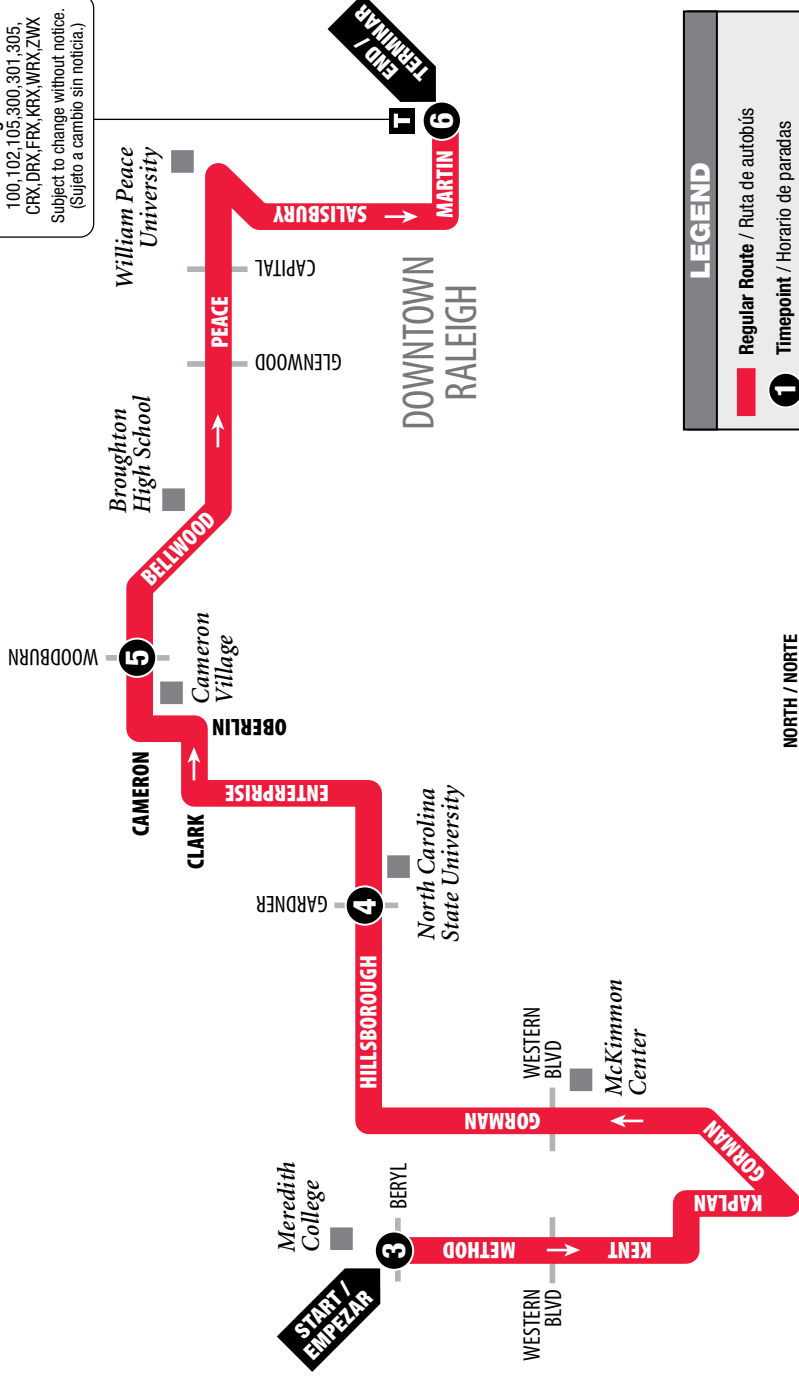 100,102,105,300,301,305,
CRX,DRX,FRX,KRX,WRX,ZWX
Subject to change without notice.
(Sujeto a cambio sin noticia.)
START /
EMPEZAR
3
BERYL
Meredith
College
METHOD
WESTERN
BLVD
KENT
KAPLAN
GORMAN
GORMAN
WESTERN
BLVD
McKimmon
Center
HILLSBOROUGH
4
GARDNER
North Carolina
State University
ENTERPRISE
CLARK
OBERLIN
CAMERON
Cameron
Village
5
WOODBURN
BELLWOOD
Broughton
High School
PEACE
GLENWOOD
CAPITAL
William Peace
University
SALISBURY
DOWNTOWN
RALEIGH
MARTIN
T
6
END /
TERMINAR
LEGEND
Regular Route / Ruta de autobús
1
Timepoint / Horario de paradas
NORTH / NORTE